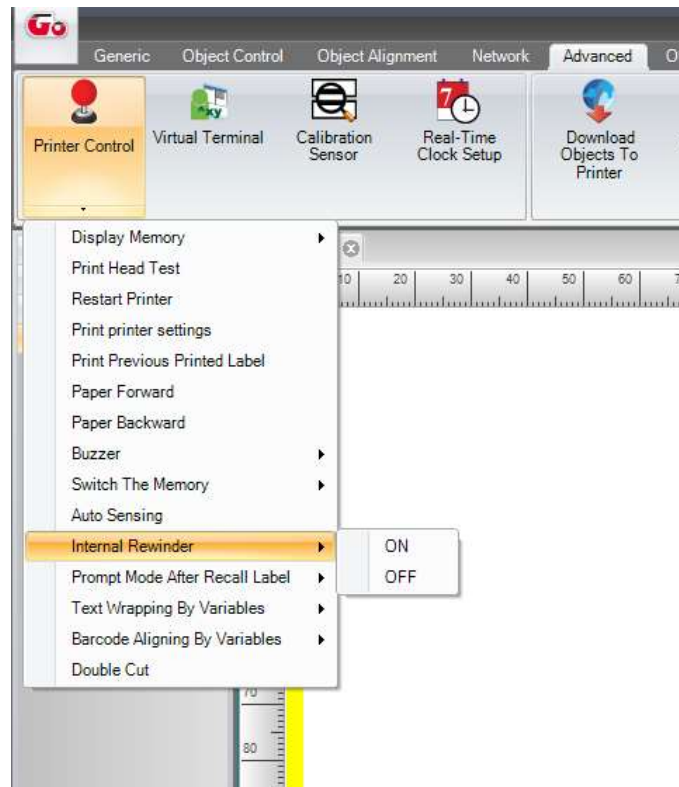 Go
Generic Object Control Object Alignment Network Advanced O
Printer Control
Virtual Terminal
Calibration
Sensor
Real-Time
Clock Setup
Download
Objects To
Printer
7
xy
Display Memory
Print Head Test
Restart Printer
Print printer settings
Print Previous Printed Label
Paper Forward
Paper Backward
Buzzer
Switch The Memory
Auto Sensing
Internal Rewinder
Prompt Mode After Recall Label
Text Wrapping By Variables
Barcode Aligning By Variables
Double Cut
ON
OFF
10 20 30 40 50 60 7
70
80